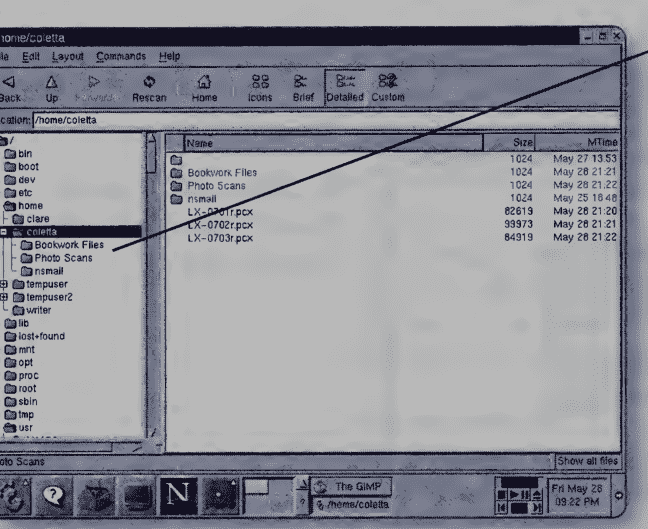 home/coletta
Edit Layout Commands Help
Back Up Forward Rescan Home Icons Brief Detailed Custom
cation: /home/coletta
/
bin
boot
dev
etc
home
clare
coletta
Bookwork Files
Photo Scans
nsmail
tempuser
tempuser2
writer
lib
lost+found
mnt
opt
proc
root
sbin
tmp
usr
Name Size MTime
1024 May 27 13:53
Bookwork Files 1024 May 28 21:21
Photo Scans 1024 May 28 21:22
nsmail 1024 May 25 18:48
LX-0701r.pcx 82619 May 28 21:20
LX-0702r.pcx 93973 May 28 21:21
LX-0703r.pcx 84919 May 28 21:22
oto Scans Show all files
N
The GIMP
/home/coletta
Fri May 28
09:22 PM